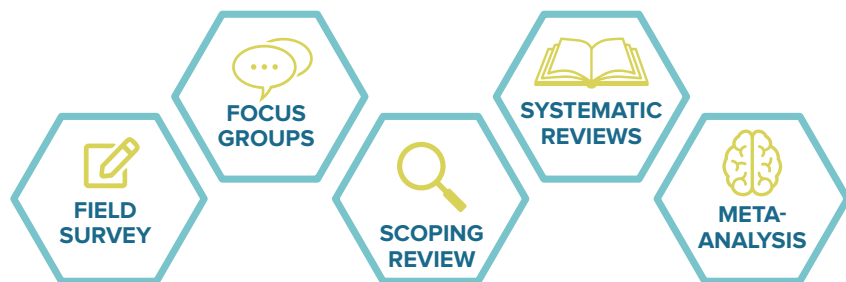 FIELD
SURVEY
FOCUS
GROUPS
SCOPING
REVIEW
SYSTEMATIC
REVIEWS
META-
ANALYSIS